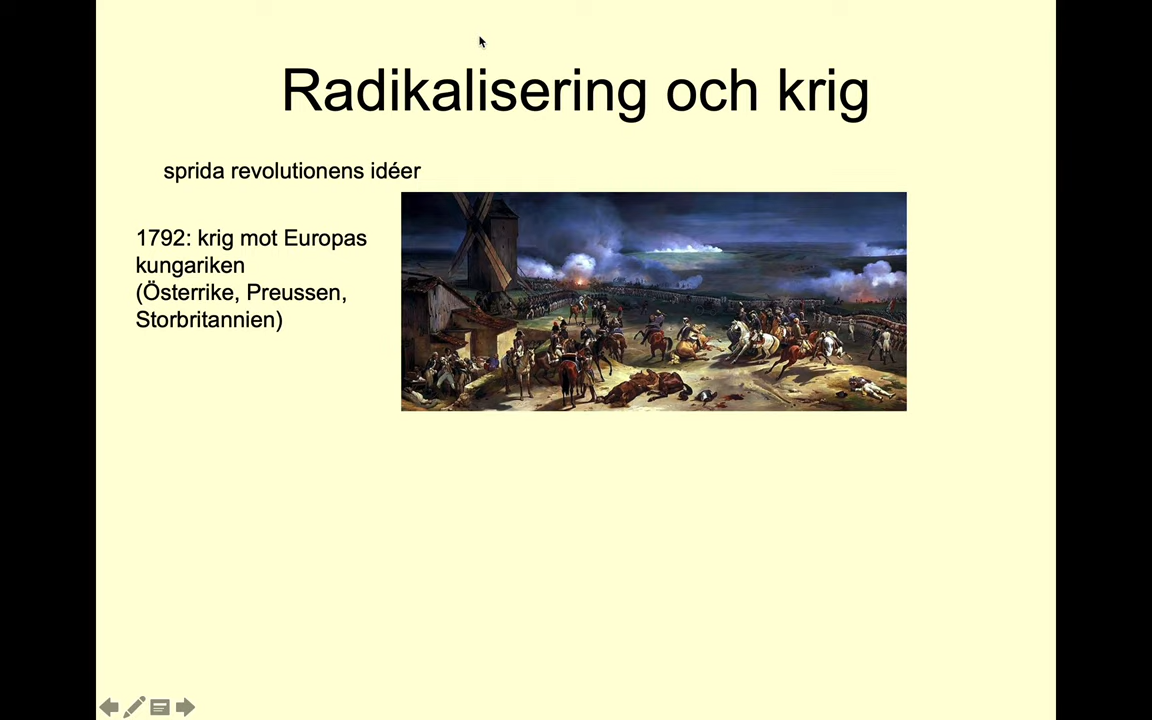 Radikalisering och krig
sprida revolutionens idéer
1792: krig mot Europas
kungariken
(Österrike, Preussen,
Storbritannien)